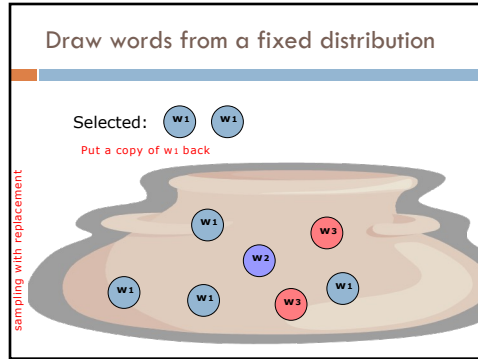 Draw words from a fixed distribution
Selected: w1 w1
Put a copy of w1 back
sampling with replacement
w1
w3
w2
w1
w1
w1
w3